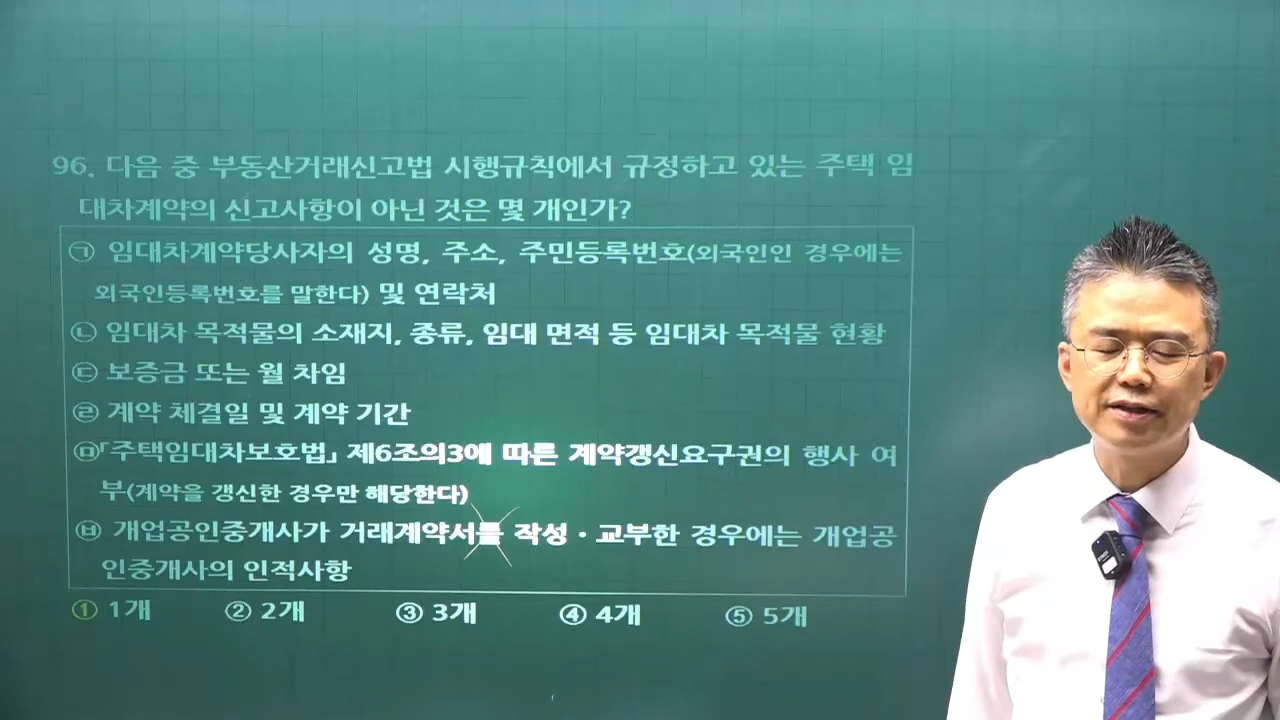 96. 다음 중 부동산거래신고법 시행규칙에서 규정하고 있는 주택 임
대차계약의 신고사항이 아닌 것은 몇 개인가?
㉠ 임대차계약당사자의 성명, 주소, 주민등록번호(외국인인 경우에는
외국인등록번호를 말한다) 및 연락처
㉡ 임대차 목적물의 소재지, 종류, 임대 면적 등 임대차 목적물 현황
㉢ 보증금 또는 월 차임
㉣ 계약 체결일 및 계약 기간
㉤「주택임대차보호법」 제6조의3에 따른 계약갱신요구권의 행사 여
부(계약을 갱신한 경우만 해당한다)
㉥ 개업공인중개사가 거래계약서를 작성・교부한 경우에는 개업공
인중개사의 인적사항
① 1개 ② 2개 ③ 3개 ④ 4개 ⑤ 5개